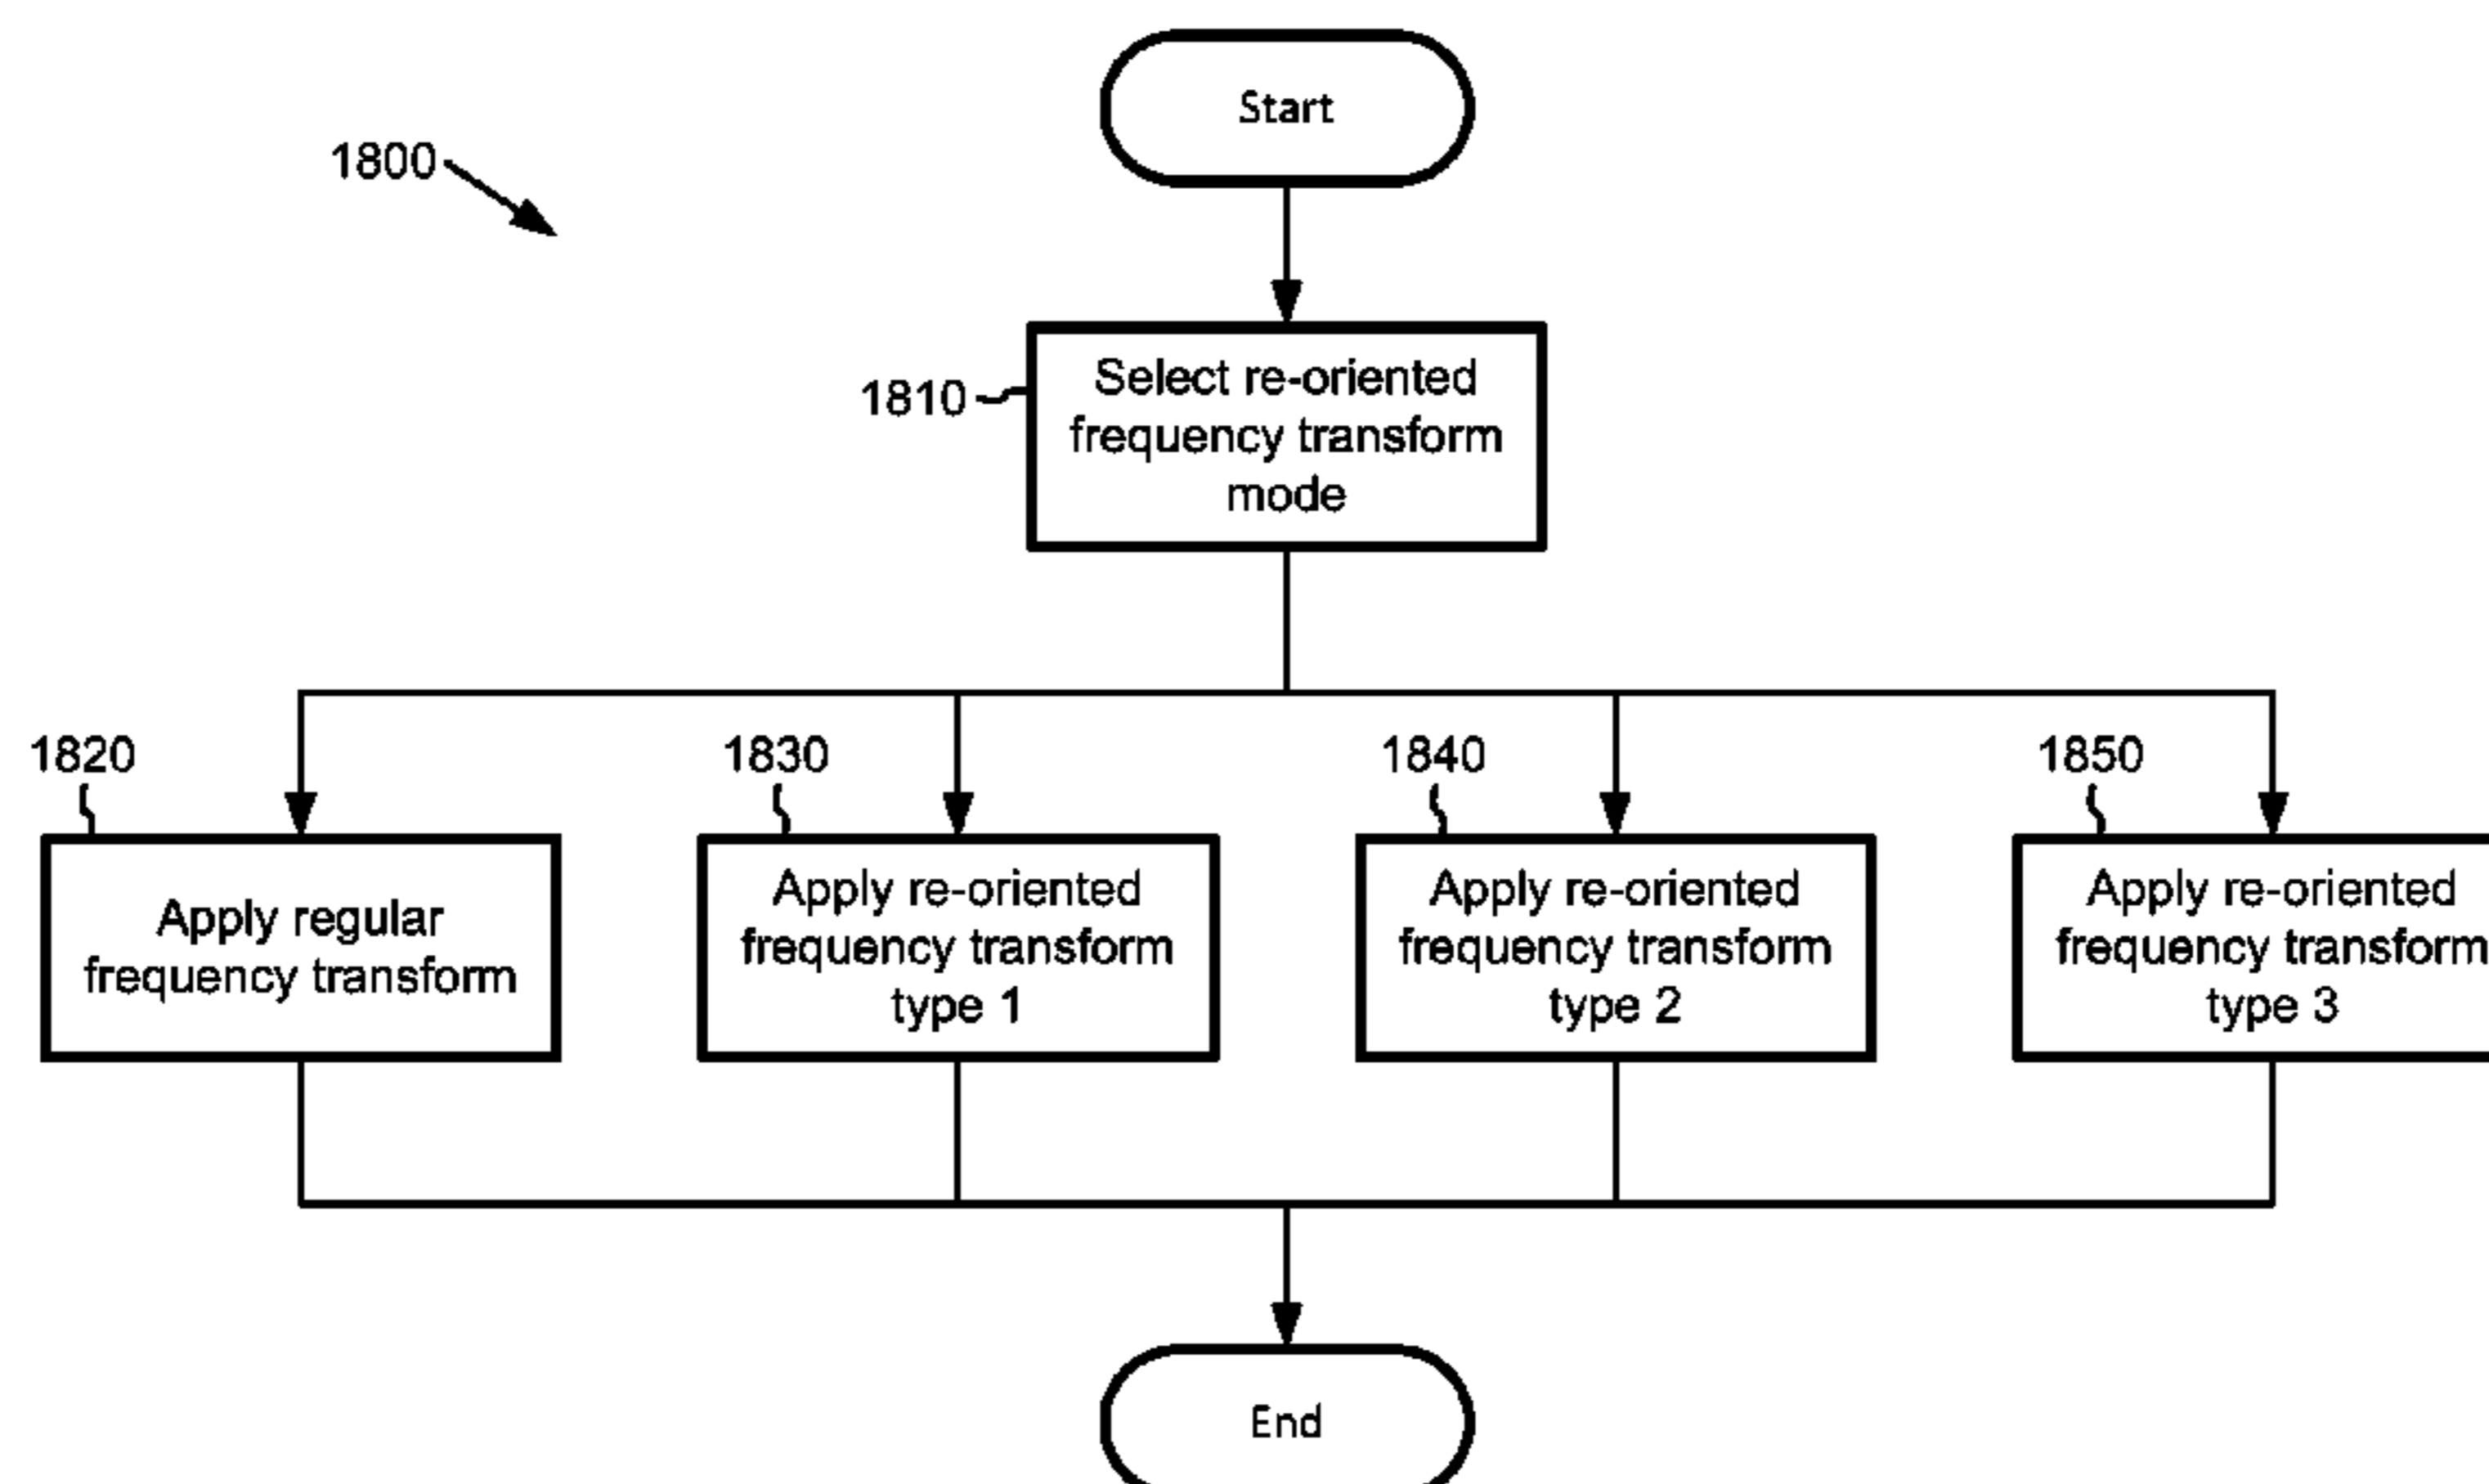 Start
1800
1810
Select re-oriented
frequency transform
mode
1820
1830
1840
1850
Apply regular
frequency transform
Apply re-oriented
frequency transform
type 1
Apply re-oriented
frequency transform
type 2
Apply re-oriented
frequency transform
type 3
End